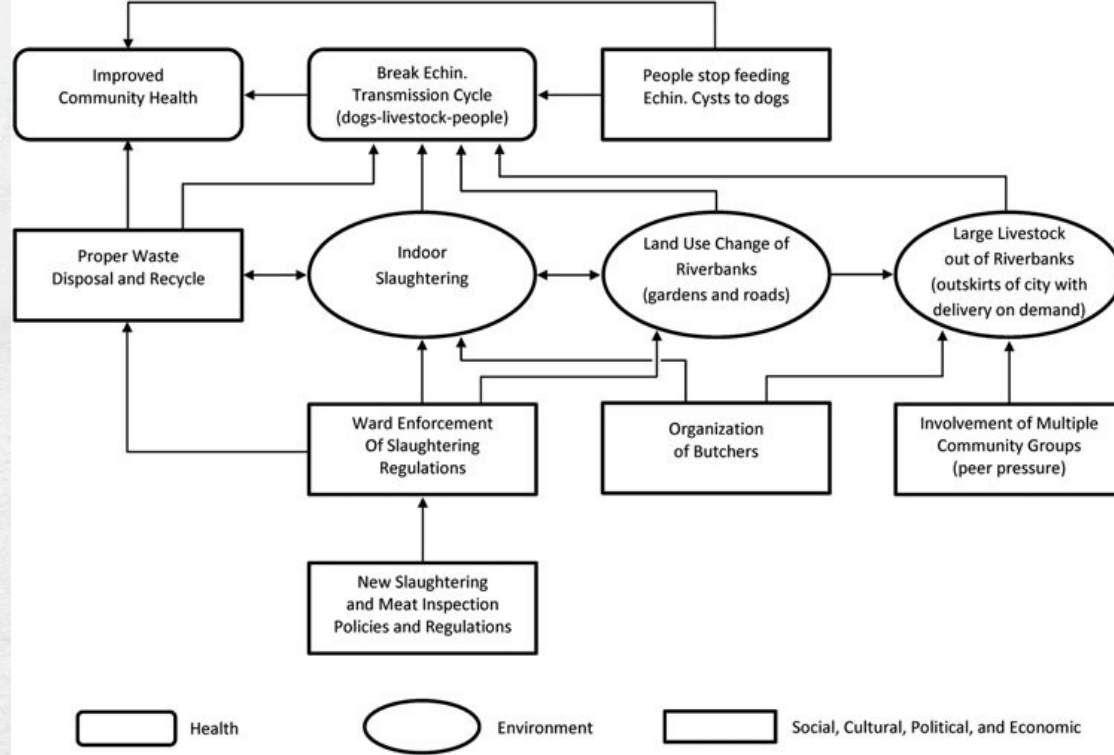 Improved
Community Health
Break Echin.
Transmission Cycle
(dogs-livestock-people)
People stop feeding
Echin. Cysts to dogs
Proper Waste
Disposal and Recycle
Indoor
Slaughtering
Land Use Change of
Riverbanks
(gardens and roads)
Large Livestock
out of Riverbanks
(outskirts of city with
delivery on demand)
Ward Enforcement
Of Slaughtering
Regulations
Organization
of Butchers
Involvement of Multiple
Community Groups
(peer pressure)
New Slaughtering
and Meat Inspection
Policies and Regulations
Health
Environment
Social, Cultural, Political, and Economic